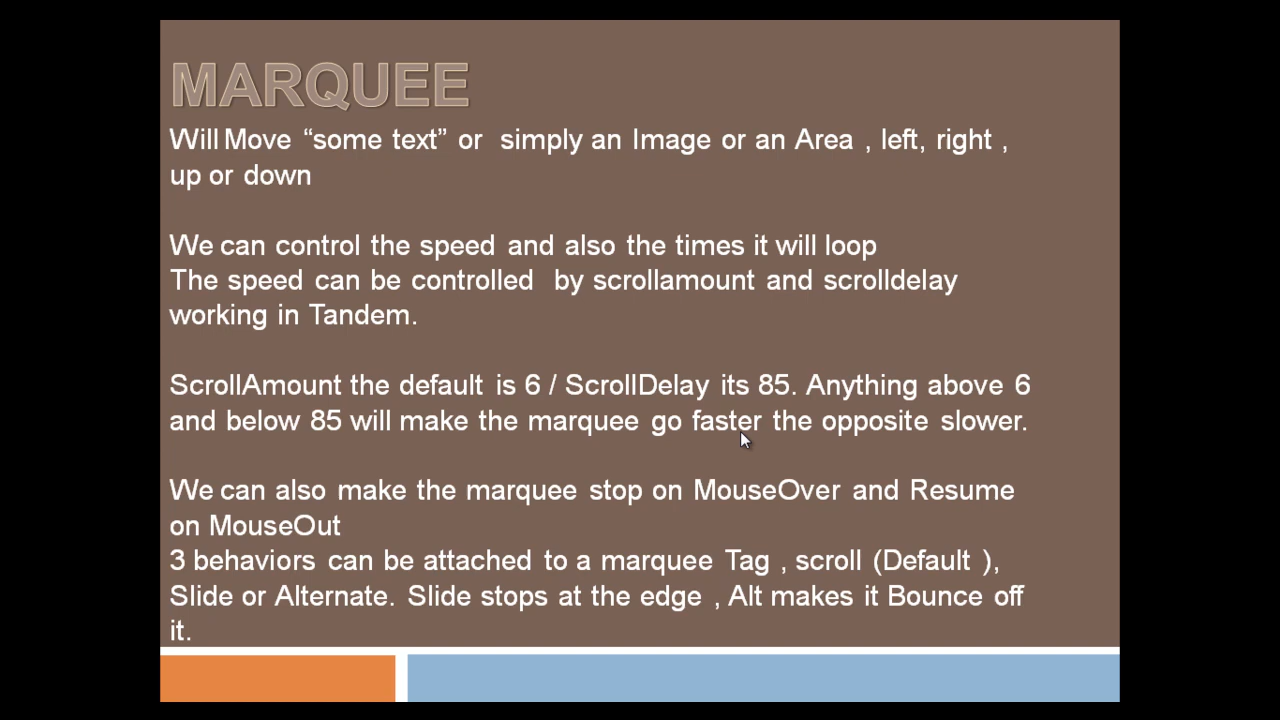 MARQUEE
Will Move “some text” or simply an Image or an Area , left, right ,
up or down
We can control the speed and also the times it will loop
The speed can be controlled by scrollamount and scrolldelay
working in Tandem.
ScrollAmount the default is 6 / ScrollDelay its 85. Anything above 6
and below 85 will make the marquee go faster the opposite slower.
We can also make the marquee stop on MouseOver and Resume
on MouseOut
3 behaviors can be attached to a marquee Tag , scroll (Default ),
Slide or Alternate. Slide stops at the edge , Alt makes it Bounce off
it.